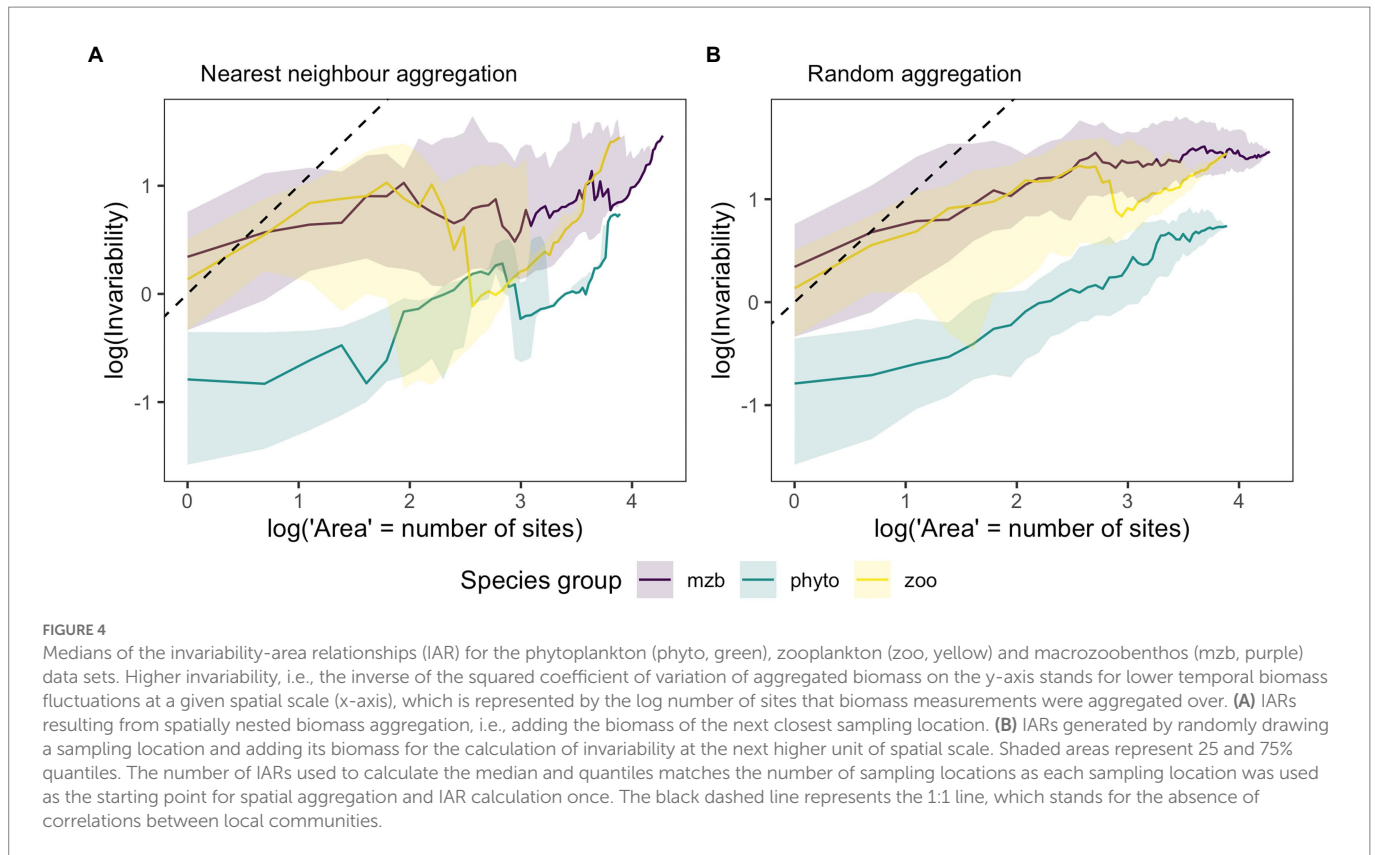 A
Nearest neighbour aggregation
log(Invariability)
1
0
-1
0 1 2 3 4
log('Area' = number of sites)
B
Random aggregation
log(Invariability)
1
0
-1
0 1 2 3 4
log('Area' = number of sites)
Species group mzb phyto zoo
FIGURE 4
Medians of the invariability-area relationships (IAR) for the phytoplankton (phyto, green), zooplankton (zoo, yellow) and macrozoobenthos (mzb, purple)
data sets. Higher invariability, i.e., the inverse of the squared coefficient of variation of aggregated biomass on the y-axis stands for lower temporal biomass
fluctuations at a given spatial scale (x-axis), which is represented by the log number of sites that biomass measurements were aggregated over. (A) IARs
resulting from spatially nested biomass aggregation, i.e., adding the biomass of the next closest sampling location. (B) IARs generated by randomly drawing
a sampling location and adding its biomass for the calculation of invariability at the next higher unit of spatial scale. Shaded areas represent 25 and 75%
quantiles. The number of IARs used to calculate the median and quantiles matches the number of sampling locations as each sampling location was used
as the starting point for spatial aggregation and IAR calculation once. The black dashed line represents the 1:1 line, which stands for the absence of
correlations between local communities.